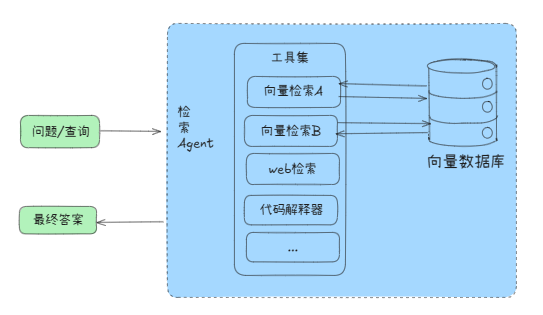 工具集
向量检索A
检
索
Agent
问题/查询
向量检索B
向量数据库
web检索
代码解释器
最终答案
...